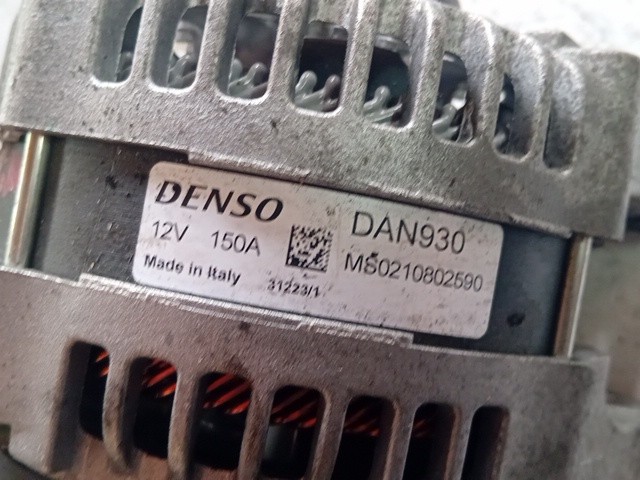 DENSO
DAN930
12V 150A
MS0210802590
Made in Italy
31223/1